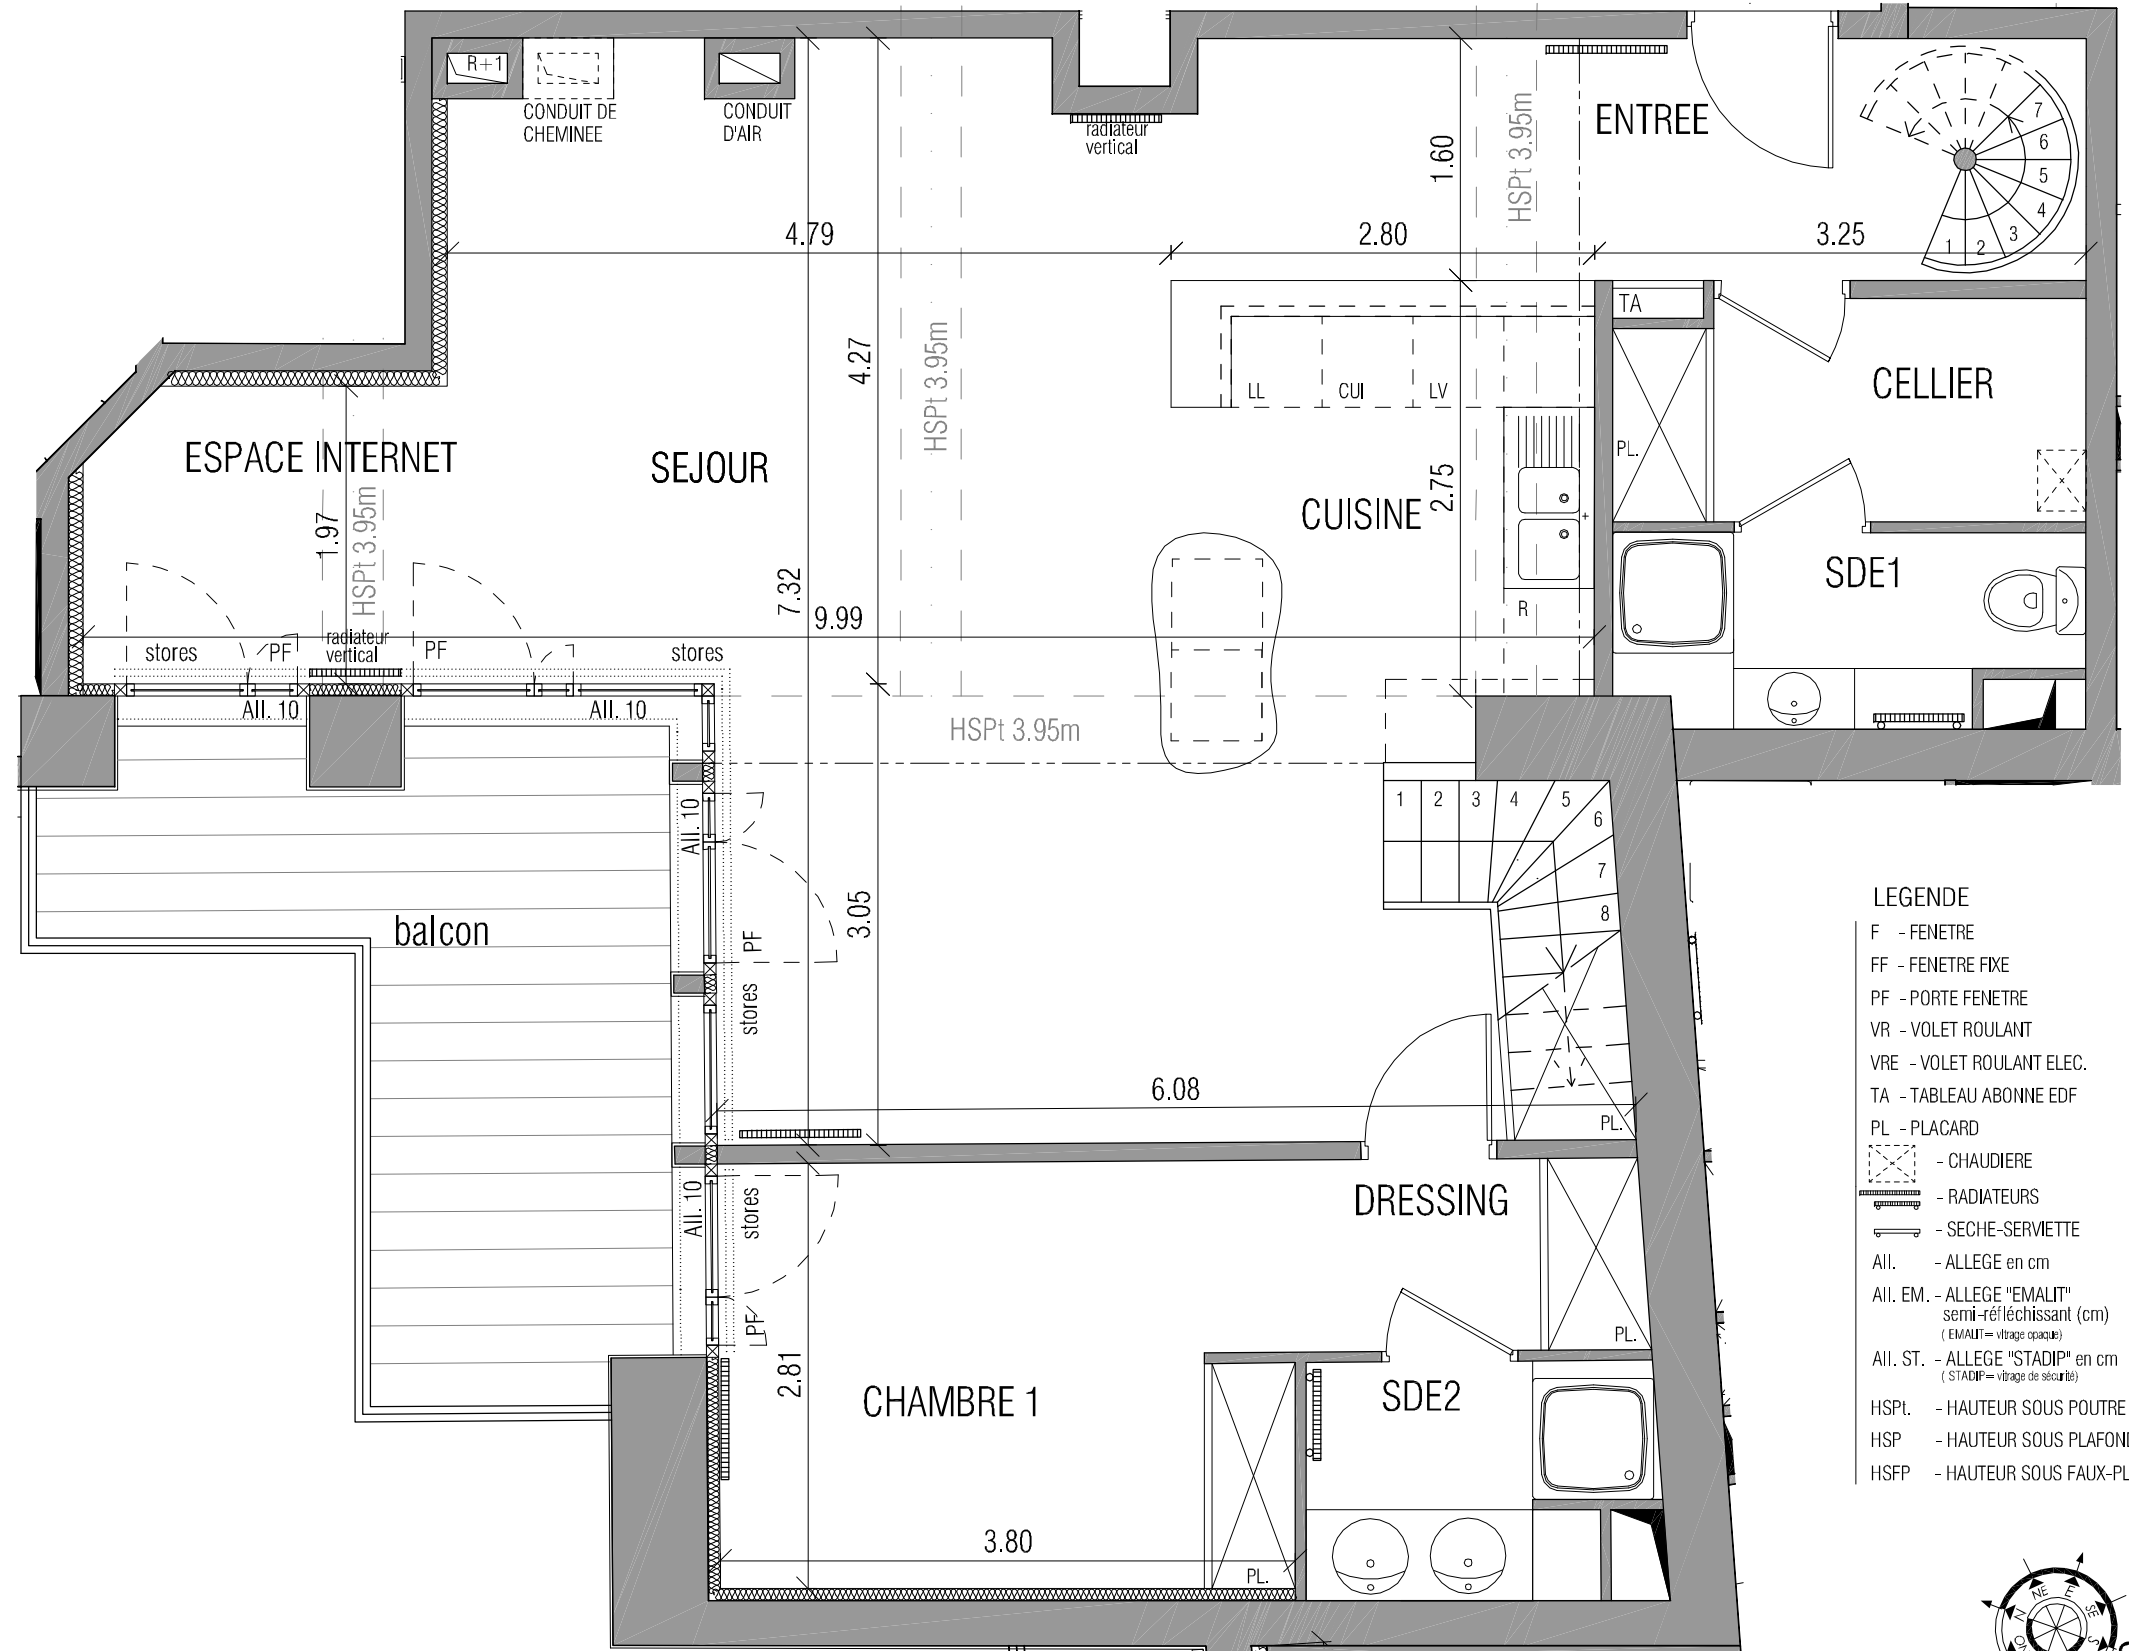 R+1
CONDUIT DE
CHEMINEE
CONDUIT
D'AIR
radiateur
vertical
HSPt 3.95m
1.60
HSPt 3.95m
ENTREE
7
6
5
4
3
2
1
4.79
2.80
3.25
TA
4.27
LL
CUI
LV
CELLIER
PL.
ESPACE INTERNET
SEJOUR
CUISINE
2.75
1.97
HSPt 3.95m
7.32
9.99
SDE1
R
stores
PF
radiateur
vertical
PF
stores
All. 10
All. 10
HSPt 3.95m
1
2
3
4
5
6
7
8
All. 10
balcon
PF
3.05
stores
6.08
PL.
All. 10
stores
PF
DRESSING
PL.
2.81
CHAMBRE 1
SDE2
3.80
PL.
LEGENDE
F - FENETRE
FF - FENETRE FIXE
PF - PORTE FENETRE
VR - VOLET ROULANT
VRE - VOLET ROULANT ELEC.
TA - TABLEAU ABONNE EDF
PL - PLACARD
- CHAUDIERE
- RADIATEURS
- SECHE-SERVIETTE
All. - ALLEGE en cm
All. EM. - ALLEGE "EMALIT"
semi-réfléchissant (cm)
( EMALIT= vitrage opaque)
All. ST. - ALLEGE "STADIP" en cm
( STADIP= vitrage de sécurité)
HSPt. - HAUTEUR SOUS POUTRE
HSP - HAUTEUR SOUS PLAFOND
HSFP - HAUTEUR SOUS FAUX-PL
NE
E
SE
N
S